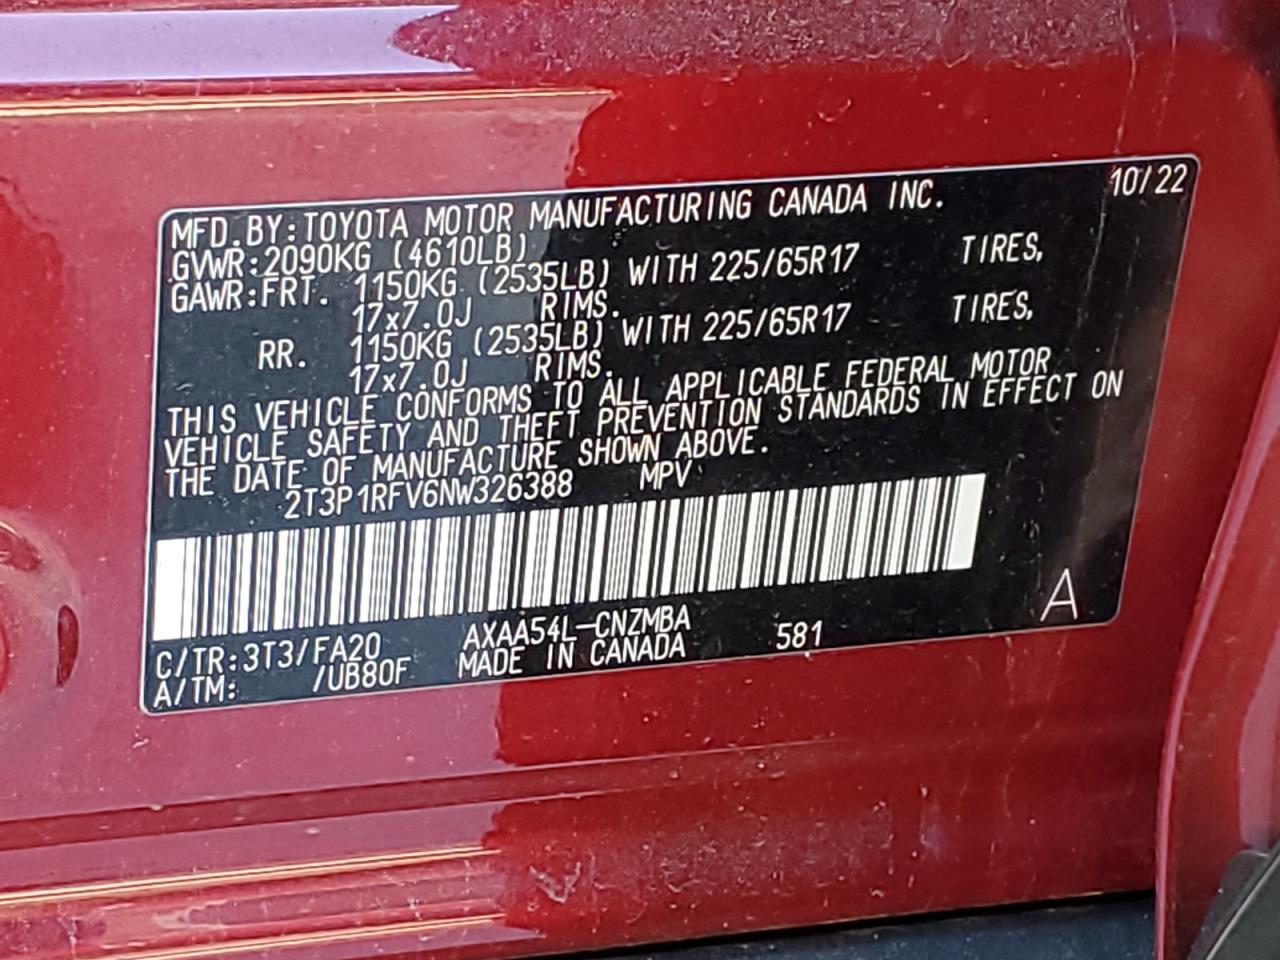 MFD. BY: TOYOTA MOTOR MANUFACTURING CANADA INC. 10/22
GVWR: 2090KG (4610LB)
GAWR: FRT. 1150KG (2535LB) WITH 225/65R17 TIRES,
17x7.0J RIMS.
RR. 1150KG (2535LB) WITH 225/65R17 TIRES,
17x7.0J RIMS.
THIS VEHICLE CONFORMS TO ALL APPLICABLE FEDERAL MOTOR
VEHICLE SAFETY AND THEFT PREVENTION STANDARDS IN EFFECT ON
THE DATE OF MANUFACTURE SHOWN ABOVE.
2T3P1RFV6NW326388 MPV
A
C/TR: 3T3/FA20 AXAA54L-CNZMBA 581
A/TM: /UB80F MADE IN CANADA